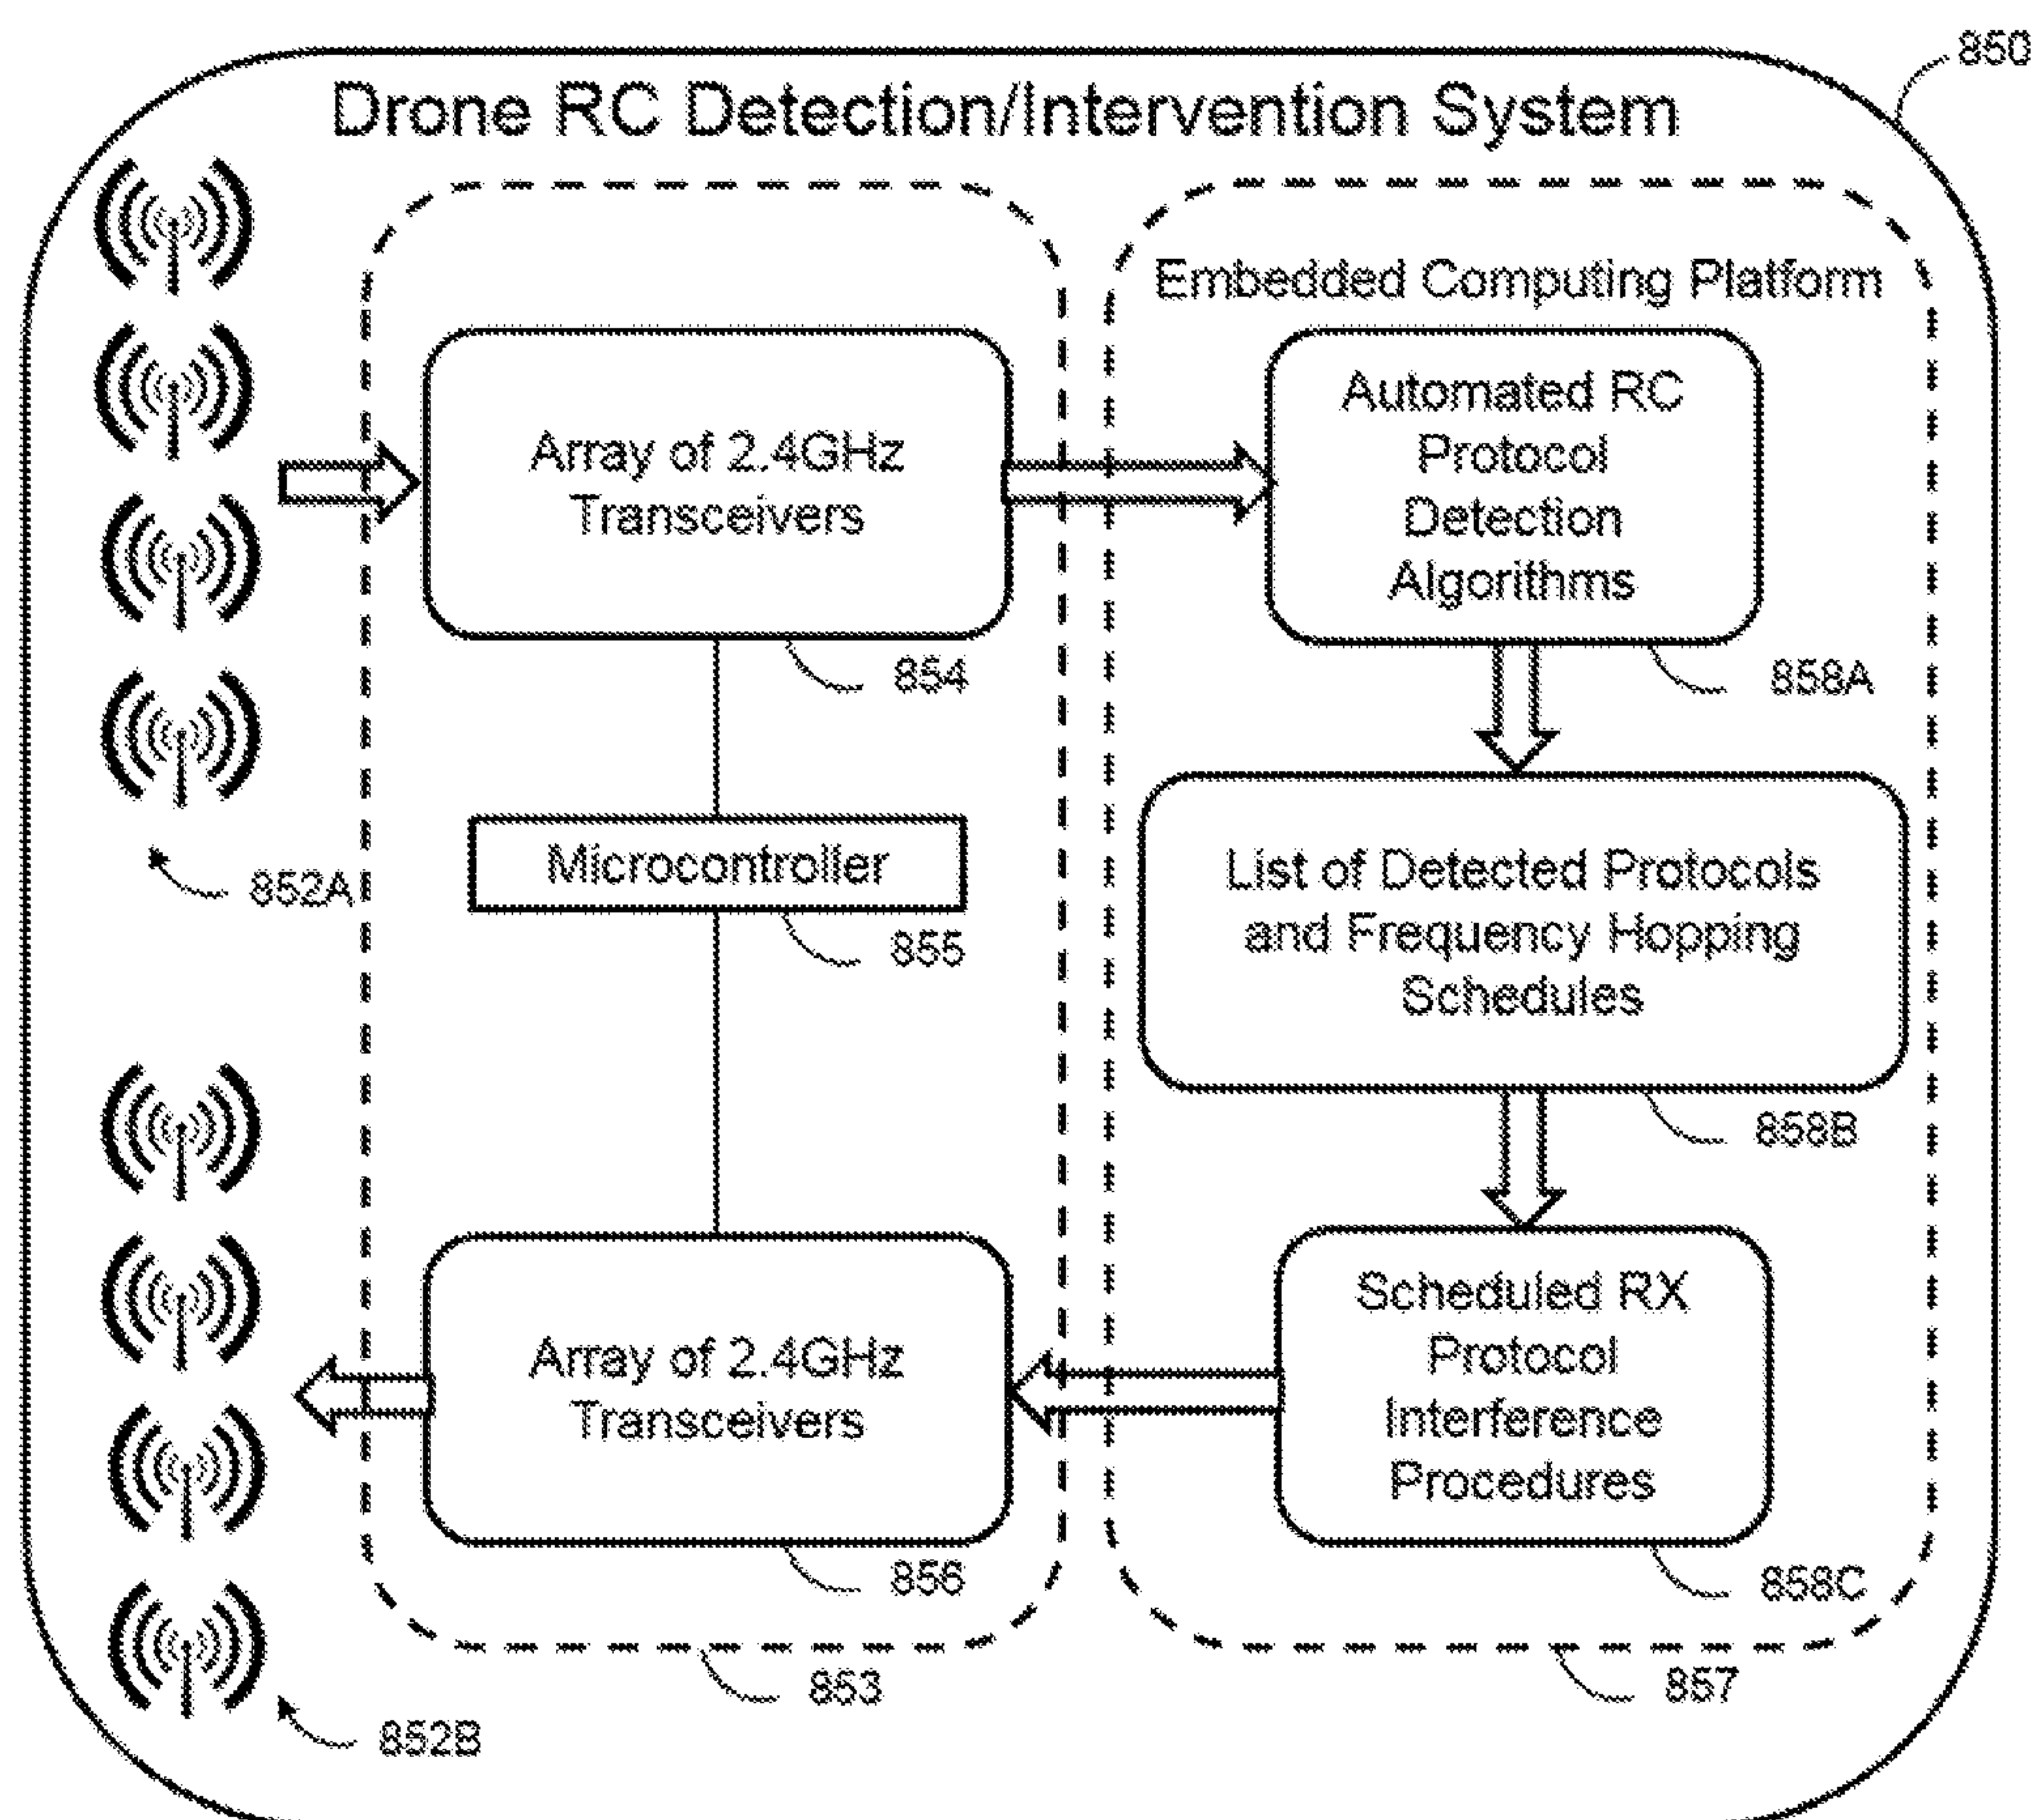 850
Drone RC Detection/Intervention System
Embedded Computing Platform
Array of 2.4GHz
Transceivers
854
Automated RC
Protocol
Detection
Algorithms
858A
Microcontroller
855
852A
List of Detected Protocols
and Frequency Hopping
Schedules
858B
Array of 2.4GHz
Transceivers
856
Scheduled RX
Protocol
Interference
Procedures
858C
853
857
852B